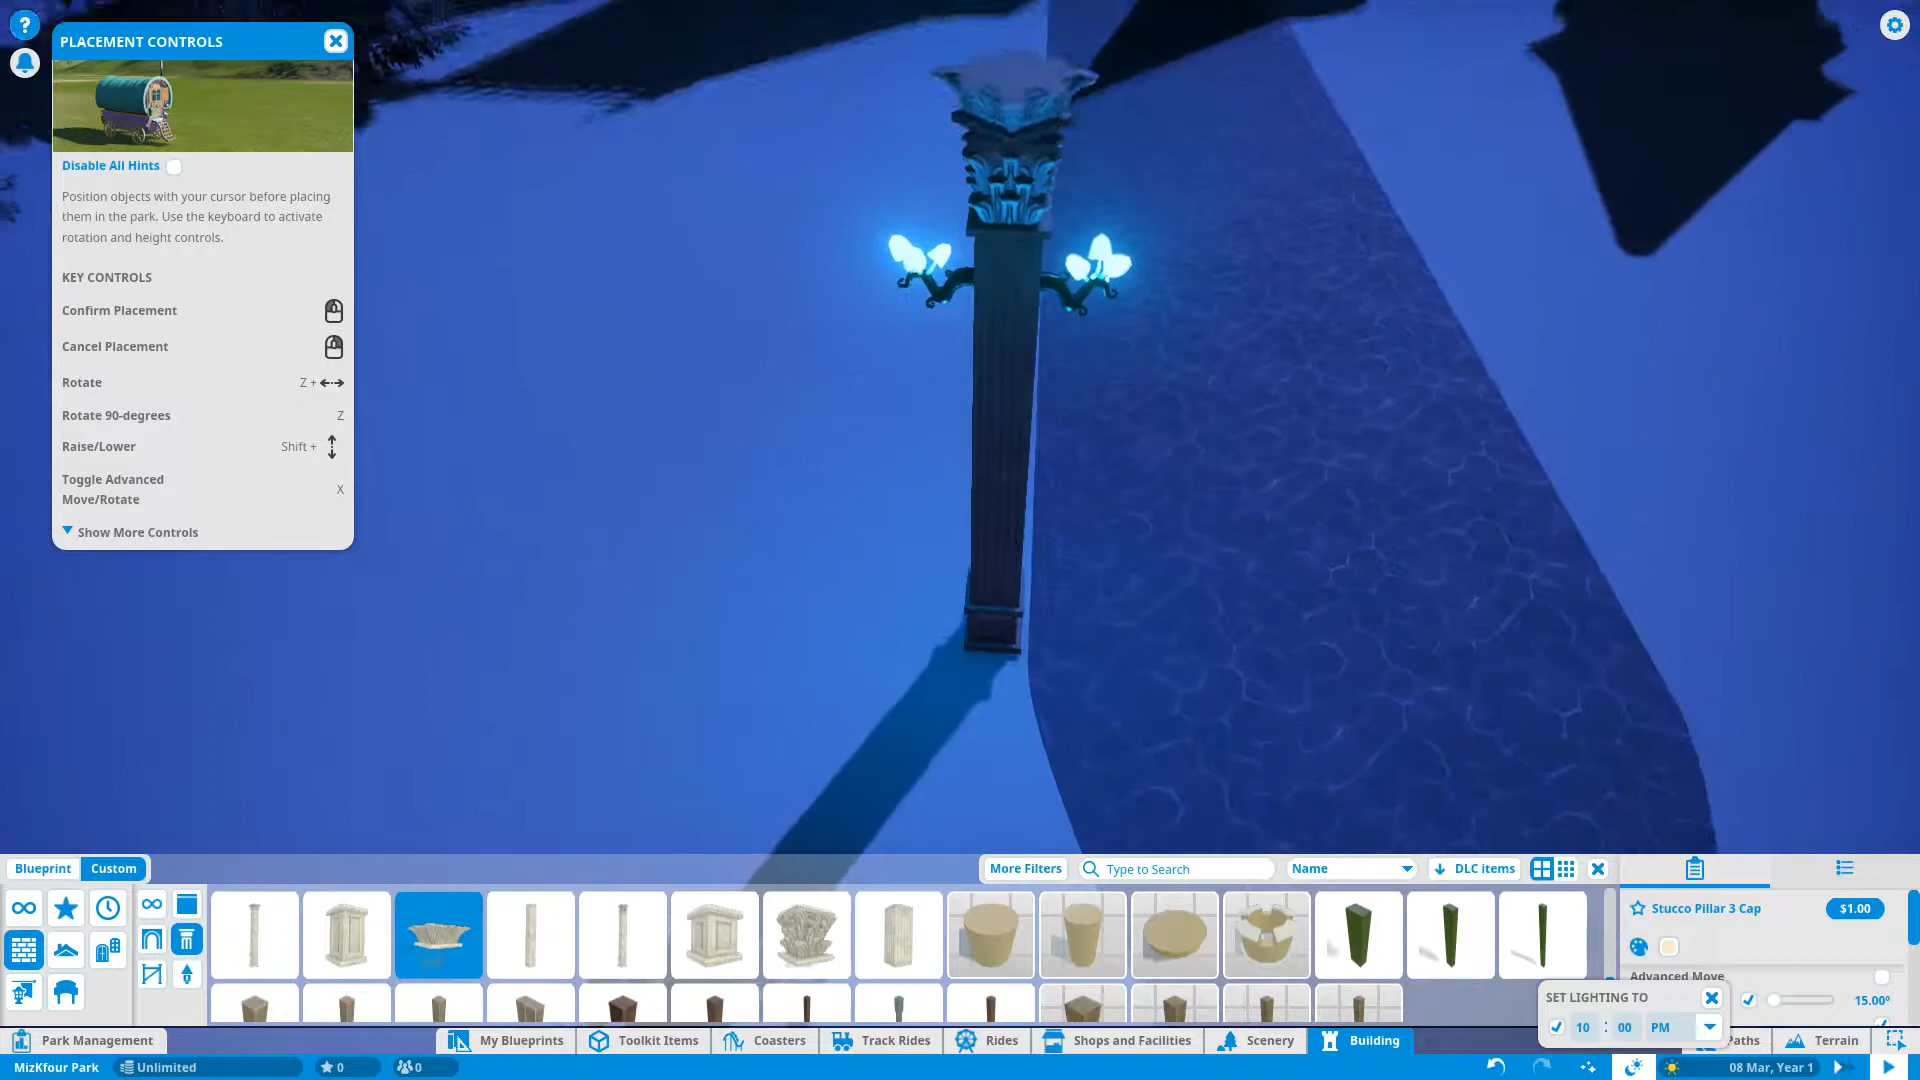 PLACEMENT CONTROLS
Disable All Hints
Position objects with your cursor before placing
them in the park. Use the keyboard to activate
rotation and height controls.
KEY CONTROLS
Confirm Placement
Cancel Placement
Rotate Z +
Rotate 90-degrees Z
Raise/Lower Shift +
Toggle Advanced
Move/Rotate X
Show More Controls
Blueprint Custom
More Filters Type to Search Name DLC items
Stucco Pillar 3 Cap $1.00
Advanced Move
15.00°
SET LIGHTING TO
10 : 00 PM
Park Management My Blueprints Toolkit Items Coasters Track Rides Rides Shops and Facilities Scenery Building Paths Terrain
MizKfour Park Unlimited 0 0 08 Mar, Year 1